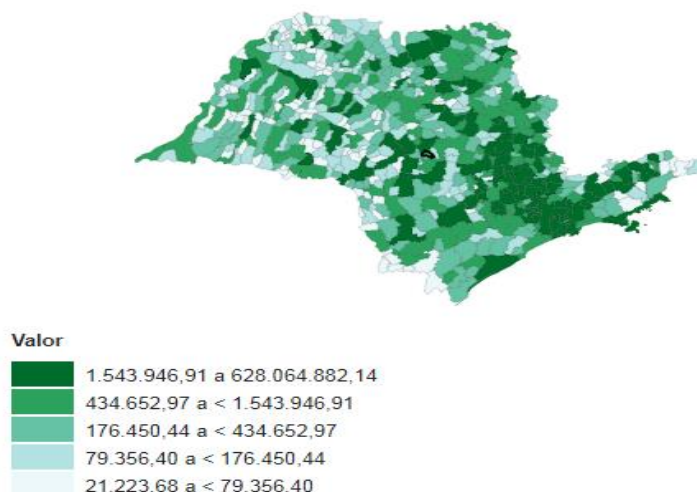 Valor
1.543.946,91 a 628.064.882,14
434.652,97 a < 1.543.946,91
176.450,44 a < 434.652,97
79.356,40 a < 176.450,44
21.223,68 a < 79.356,40